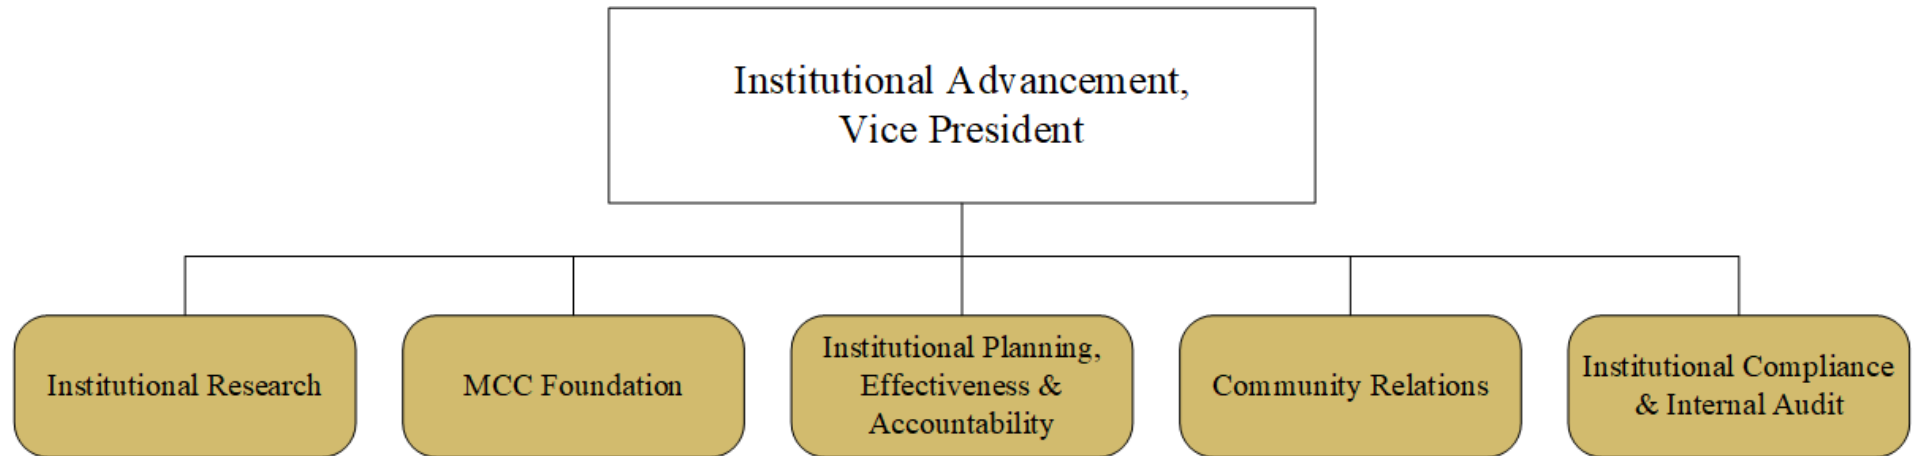 Institutional Advancement,
Vice President
Institutional Research
MCC Foundation
Institutional Planning,
Effectiveness &
Accountability
Community Relations
Institutional Compliance
& Internal Audit